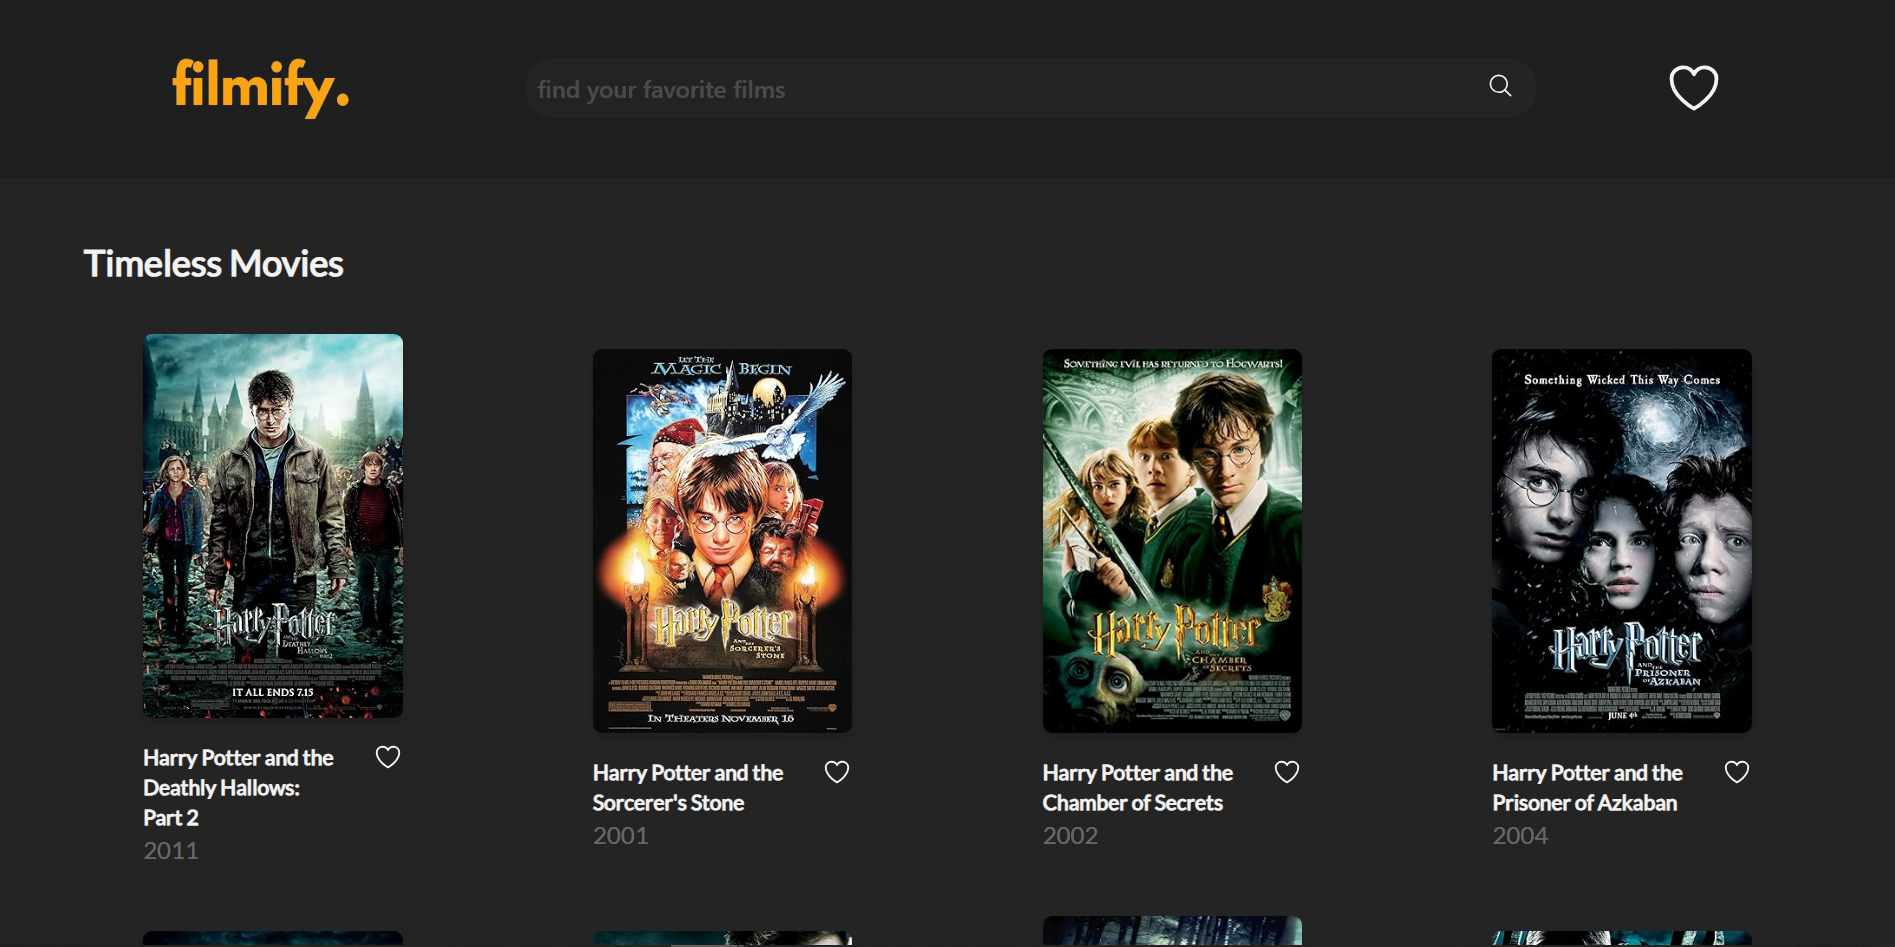 filmify.
find your favorite films
Timeless Movies
Harry Potter
AND THE
DEATHLY
HALLOWS
PART 2
IT ALL ENDS 7.15
LET THE
MAGIC BEGIN
Harry Potter
AND THE
SORCERER'S
STONE
IN THEATERS NOVEMBER 16
SOMETHING EVIL HAS RETURNED TO HOGWARTS!
Harry Potter
AND THE
CHAMBER
OF SECRETS
Something Wicked This Way Comes
Harry Potter
AND THE
PRISONER
OF AZKABAN
JUNE 4th
Harry Potter and the
Deathly Hallows:
Part 2
2011
Harry Potter and the
Sorcerer's Stone
2001
Harry Potter and the
Chamber of Secrets
2002
Harry Potter and the
Prisoner of Azkaban
2004